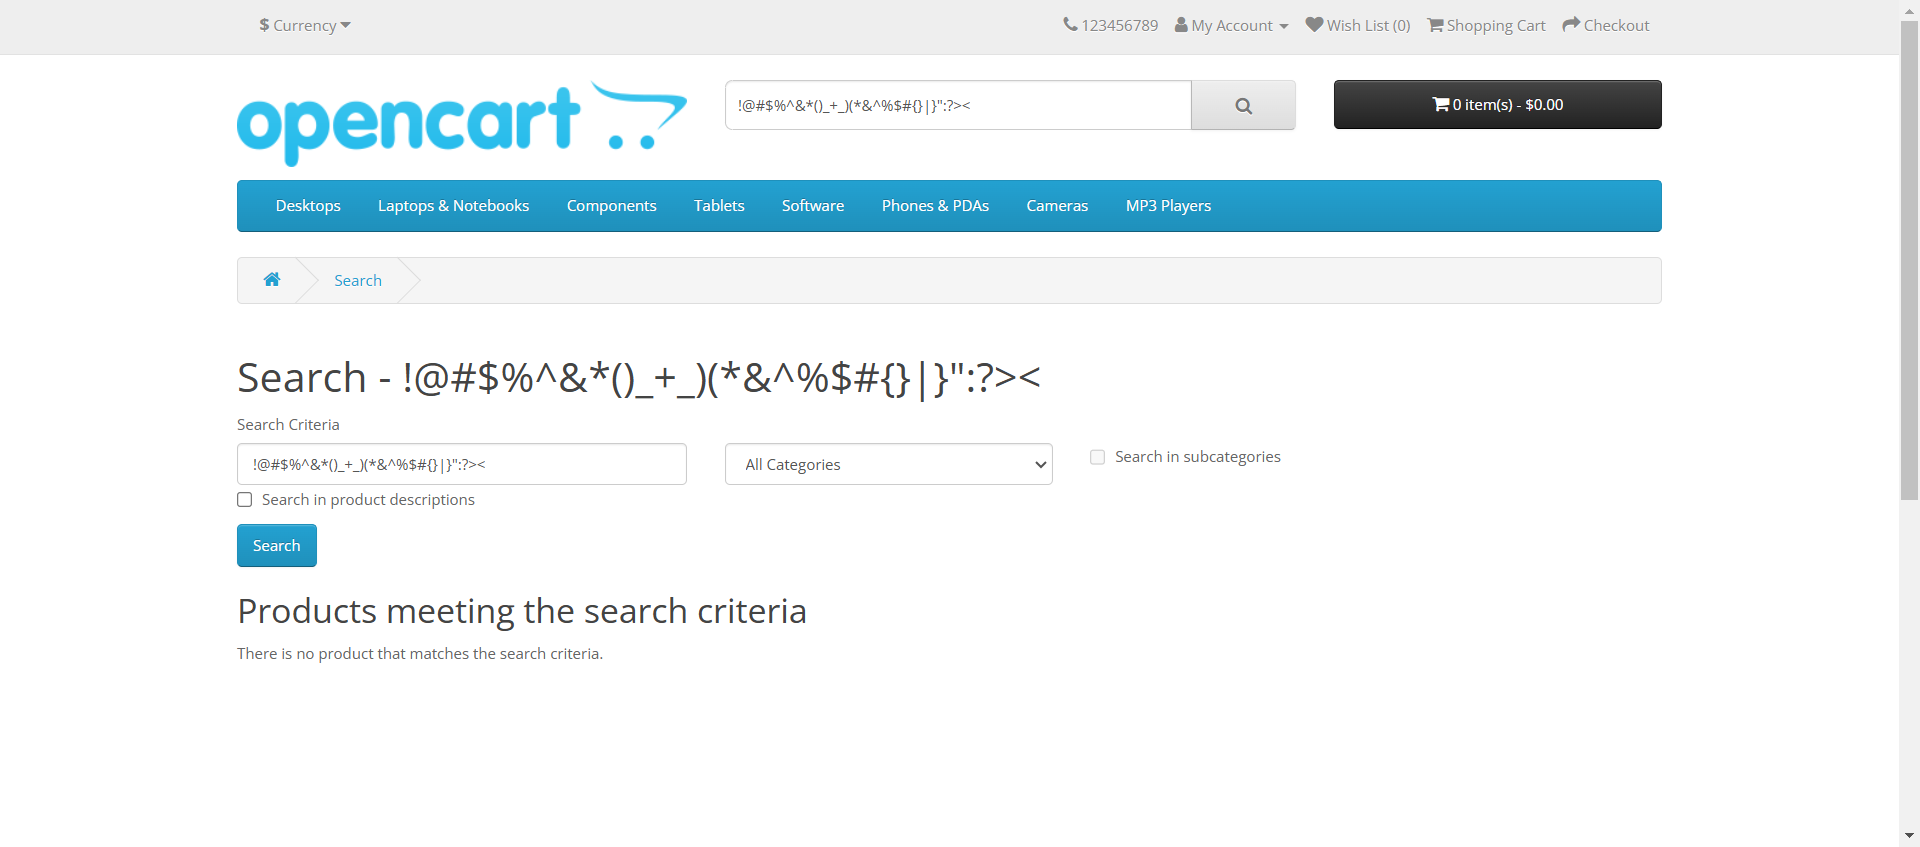 $ Currency
123456789 My Account Wish List (0) Shopping Cart Checkout
opencart
!@#$%^&*()_+_)(*&^%$#{}|}":?><
0 item(s) - $0.00
Desktops Laptops & Notebooks Components Tablets Software Phones & PDAs Cameras MP3 Players
Search
Search - !@#$%^&*()_+_)(*&^%$#{}|}":?><
Search Criteria
!@#$%^&*()_+_)(*&^%$#{}|}":?><
All Categories
Search in subcategories
Search in product descriptions
Search
Products meeting the search criteria
There is no product that matches the search criteria.